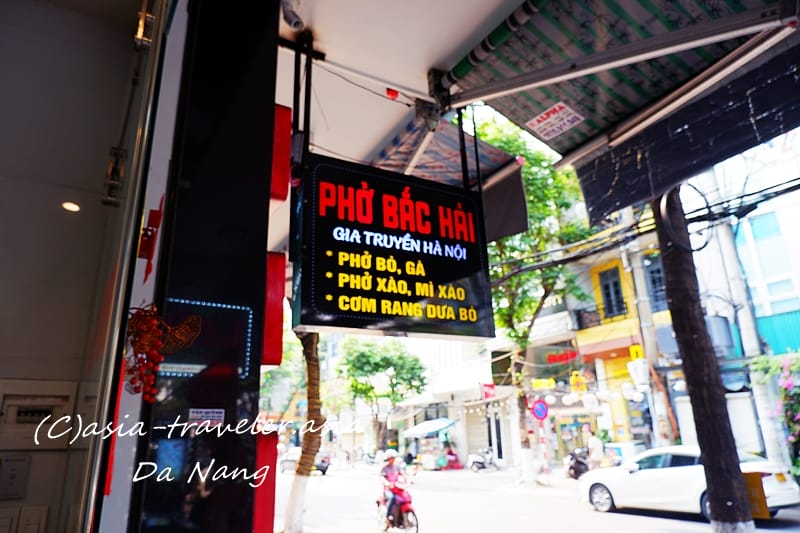 PHỞ BẮC HẢI
GIA TRUYỀN HÀ NỘI
* PHỞ BÒ, GÀ
* PHỞ XÀO, MÌ XÀO
* CƠM RANG DƯA BÒ
ALPHA
(C)asia-traveler aria
Da Nang